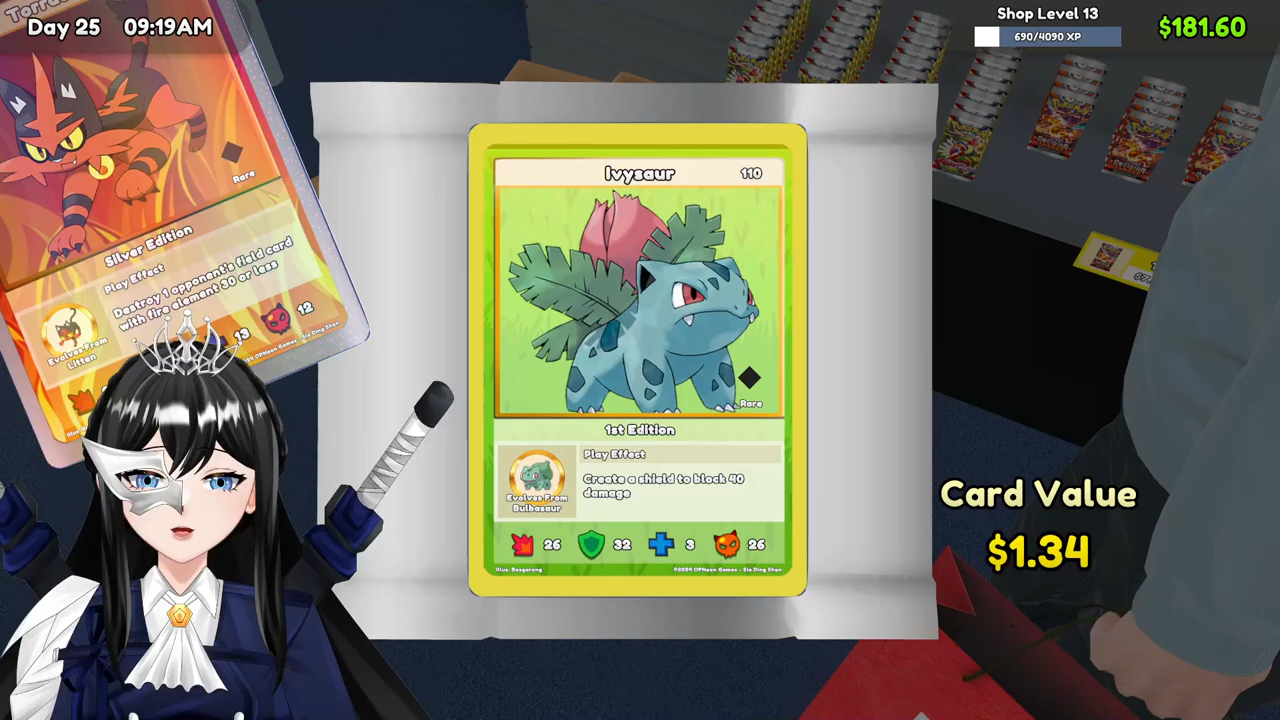 Day 25 09:19AM
Shop Level 13
690/4090 XP
$181.60
Rare
Silver Edition
Play Effect
Destroy 1 opponent's field card
with fire element 30 or less
Evolves From
Litten
13
12
Ivysaur 110
Rare
1st Edition
Play Effect
Create a shield to block 40
damage
Evolves From
Bulbasaur
26 32 3 26
©2024 OPNeon Games - Sia Ding Shen
Card Value
$1.34